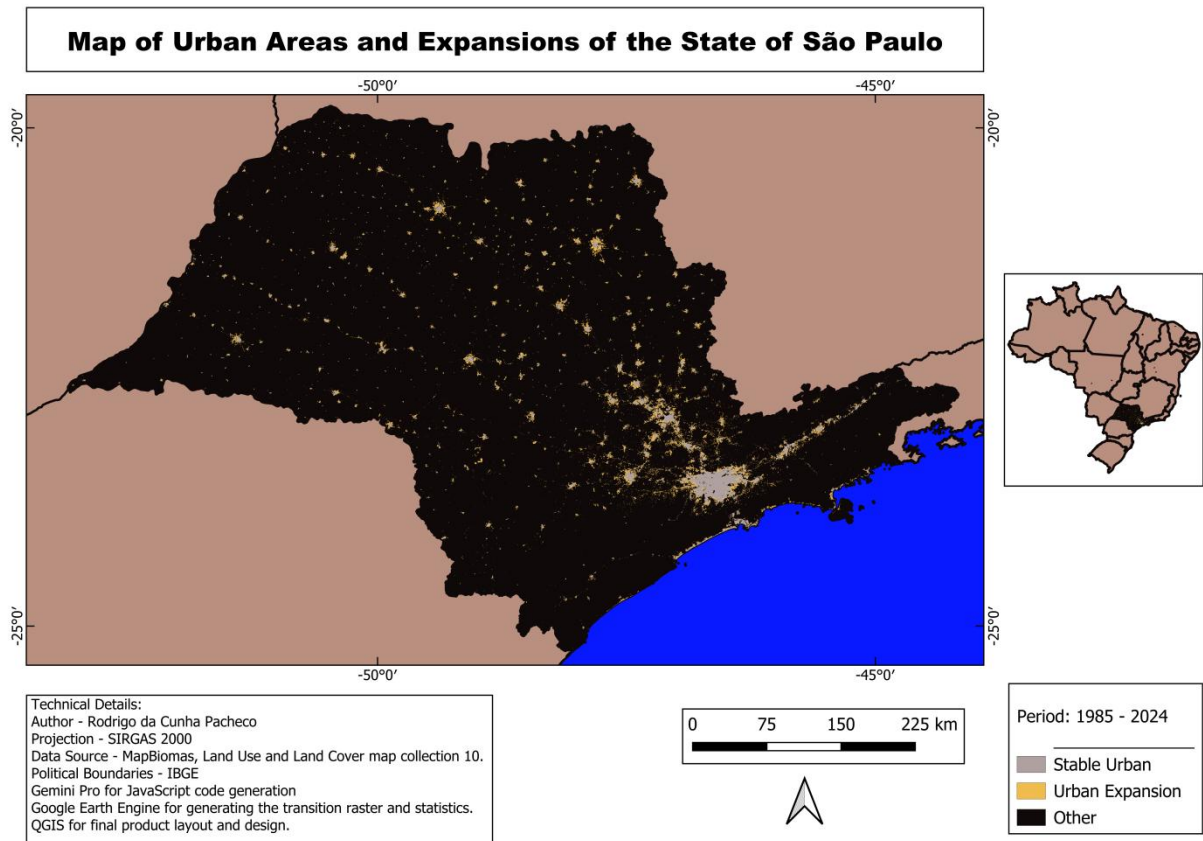 Map of Urban Areas and Expansions of the State of São Paulo
-50°0′
-45°0′
-20°0′
-20°0′
-25°0′
-25°0′
-50°0′
-45°0′
Technical Details:
Author - Rodrigo da Cunha Pacheco
Projection - SIRGAS 2000
Data Source - MapBiomas, Land Use and Land Cover map collection 10.
Political Boundaries - IBGE
Gemini Pro for JavaScript code generation
Google Earth Engine for generating the transition raster and statistics.
QGIS for final product layout and design.
0 75 150 225 km
Period: 1985 - 2024
Stable Urban
Urban Expansion
Other